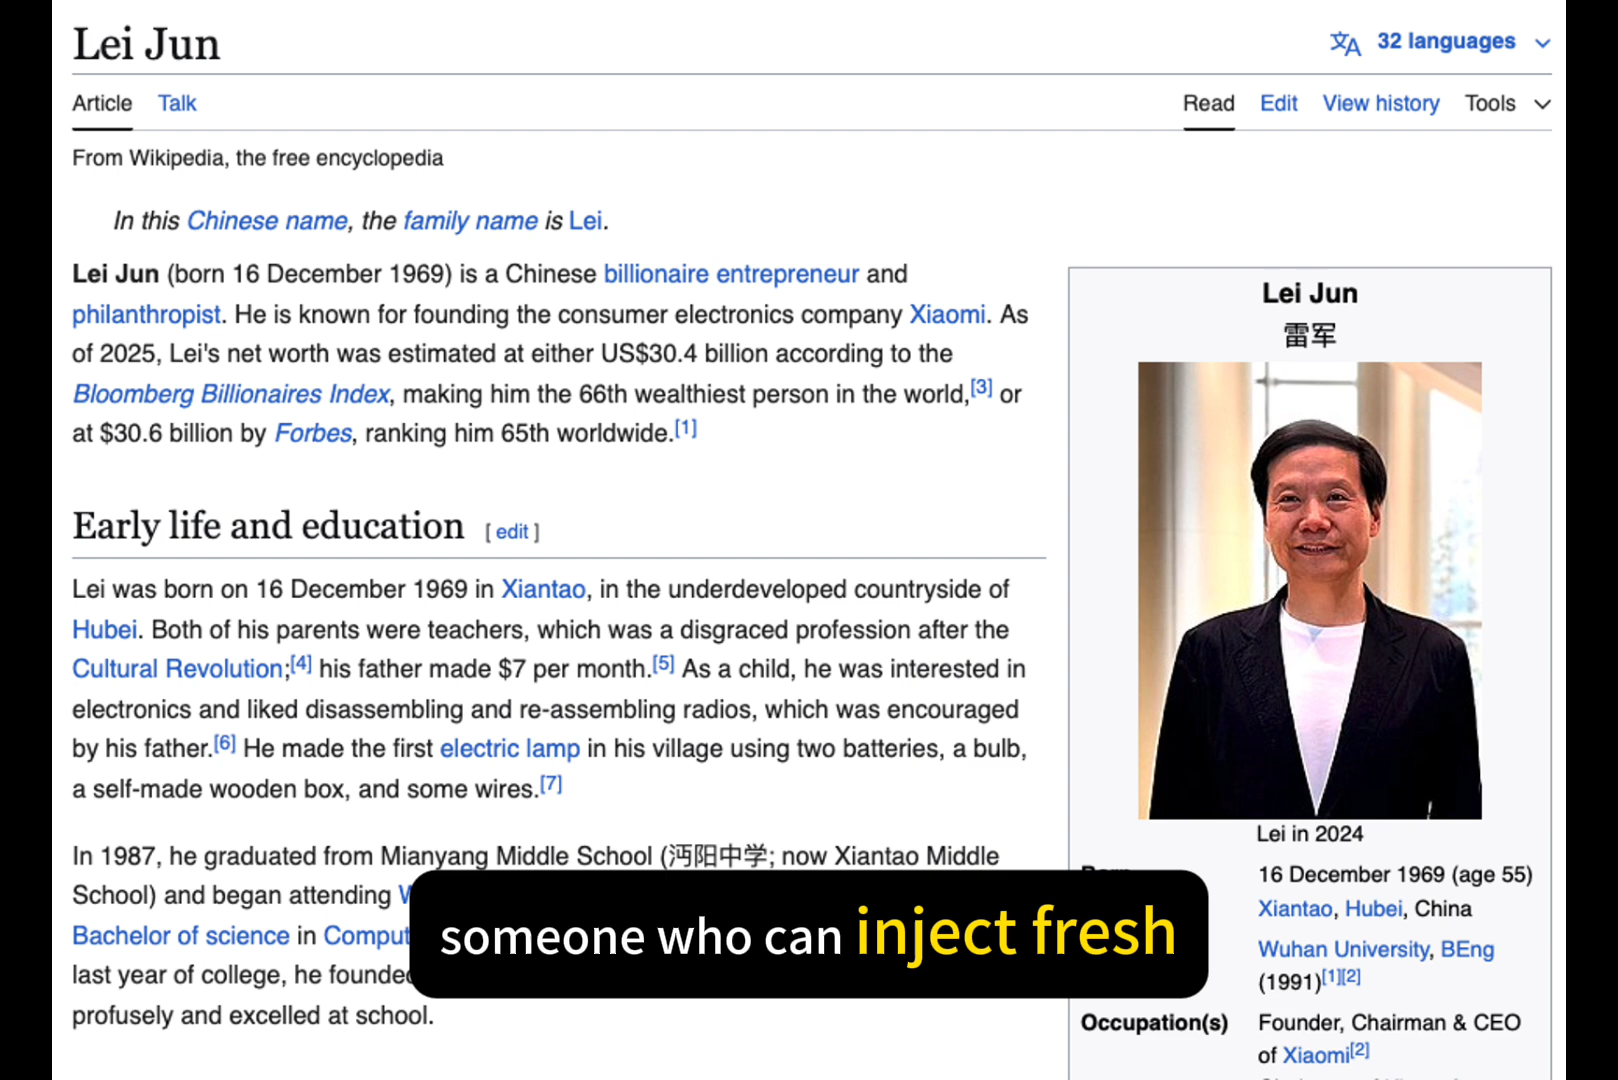 Lei Jun
32 languages
Article Talk
Read Edit View history Tools
From Wikipedia, the free encyclopedia
In this Chinese name, the family name is Lei.
Lei Jun (born 16 December 1969) is a Chinese billionaire entrepreneur and
philanthropist. He is known for founding the consumer electronics company Xiaomi. As
of 2025, Lei's net worth was estimated at either US$30.4 billion according to the
Bloomberg Billionaires Index, making him the 66th wealthiest person in the world,[3] or
at $30.6 billion by Forbes, ranking him 65th worldwide.[1]
Early life and education [ edit ]
Lei was born on 16 December 1969 in Xiantao, in the underdeveloped countryside of
Hubei. Both of his parents were teachers, which was a disgraced profession after the
Cultural Revolution;[4] his father made $7 per month.[5] As a child, he was interested in
electronics and liked disassembling and re-assembling radios, which was encouraged
by his father.[6] He made the first electric lamp in his village using two batteries, a bulb,
a self-made wooden box, and some wires.[7]
In 1987, he graduated from Mianyang Middle School (沔阳中学; now Xiantao Middle
School) and began attending
Bachelor of science in
last year of college, he
profusely and excelled at school.
Lei Jun
雷军
Lei in 2024
16 December 1969 (age 55)
Xiantao, Hubei, China
Wuhan University, BEng
(1991)[1][2]
Occupation(s) Founder, Chairman & CEO
of Xiaomi[2]
someone who can inject fresh